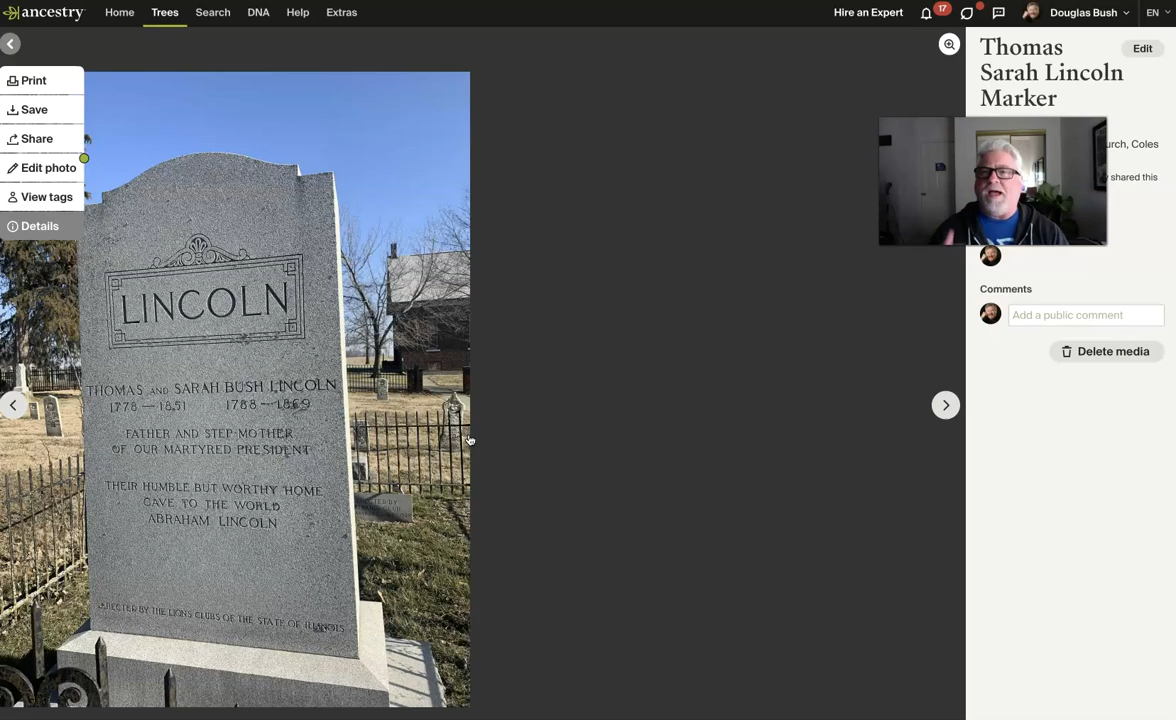 ancestry
Home
Trees
Search
DNA
Help
Extras
Hire an Expert
17
Douglas Bush
EN
Print
Save
Share
Edit photo
View tags
Details
LINCOLN
THOMAS AND SARAH BUSH LINCOLN
1778 — 1851 1788 — 1869
FATHER AND STEP-MOTHER
OF OUR MARTYRED PRESIDENT
THEIR HUMBLE BUT WORTHY HOME
GAVE TO THE WORLD
ABRAHAM LINCOLN
ERECTED BY THE LIONS CLUBS OF THE STATE OF ILLINOIS
Thomas
Sarah Lincoln
Marker
Edit
Coles
shared this
Comments
Add a public comment
Delete media